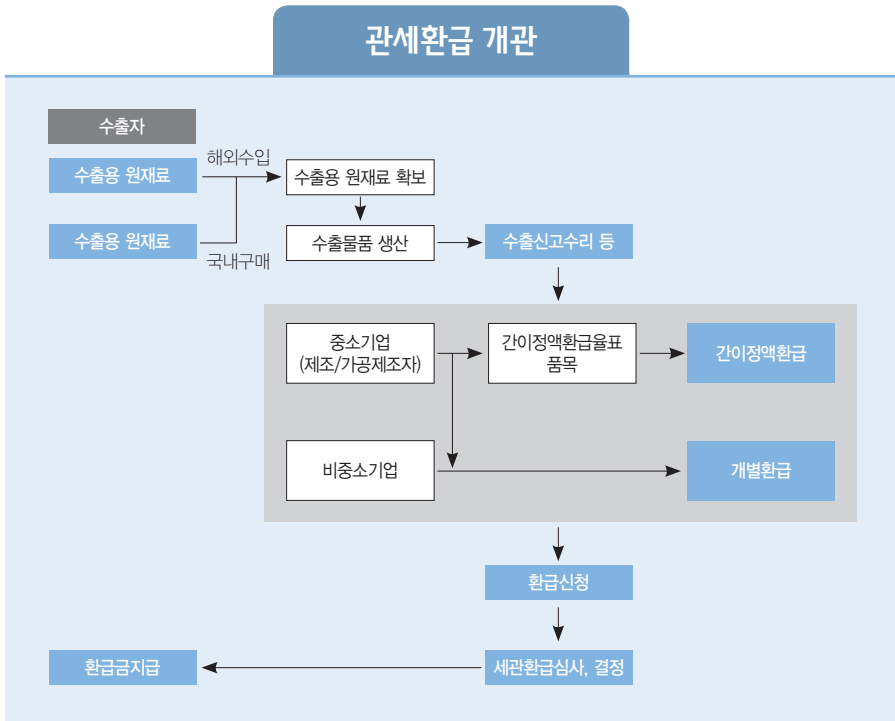 관세환급 개관
수출자
수출용 원재료
해외수입
수출용 원재료 확보
수출용 원재료
국내구매
수출물품 생산
수출신고수리 등
중소기업
(제조/가공제조자)
간이정액환급율표
품목
간이정액환급
비중소기업
개별환급
환급신청
세관환급심사, 결정
환급금지급